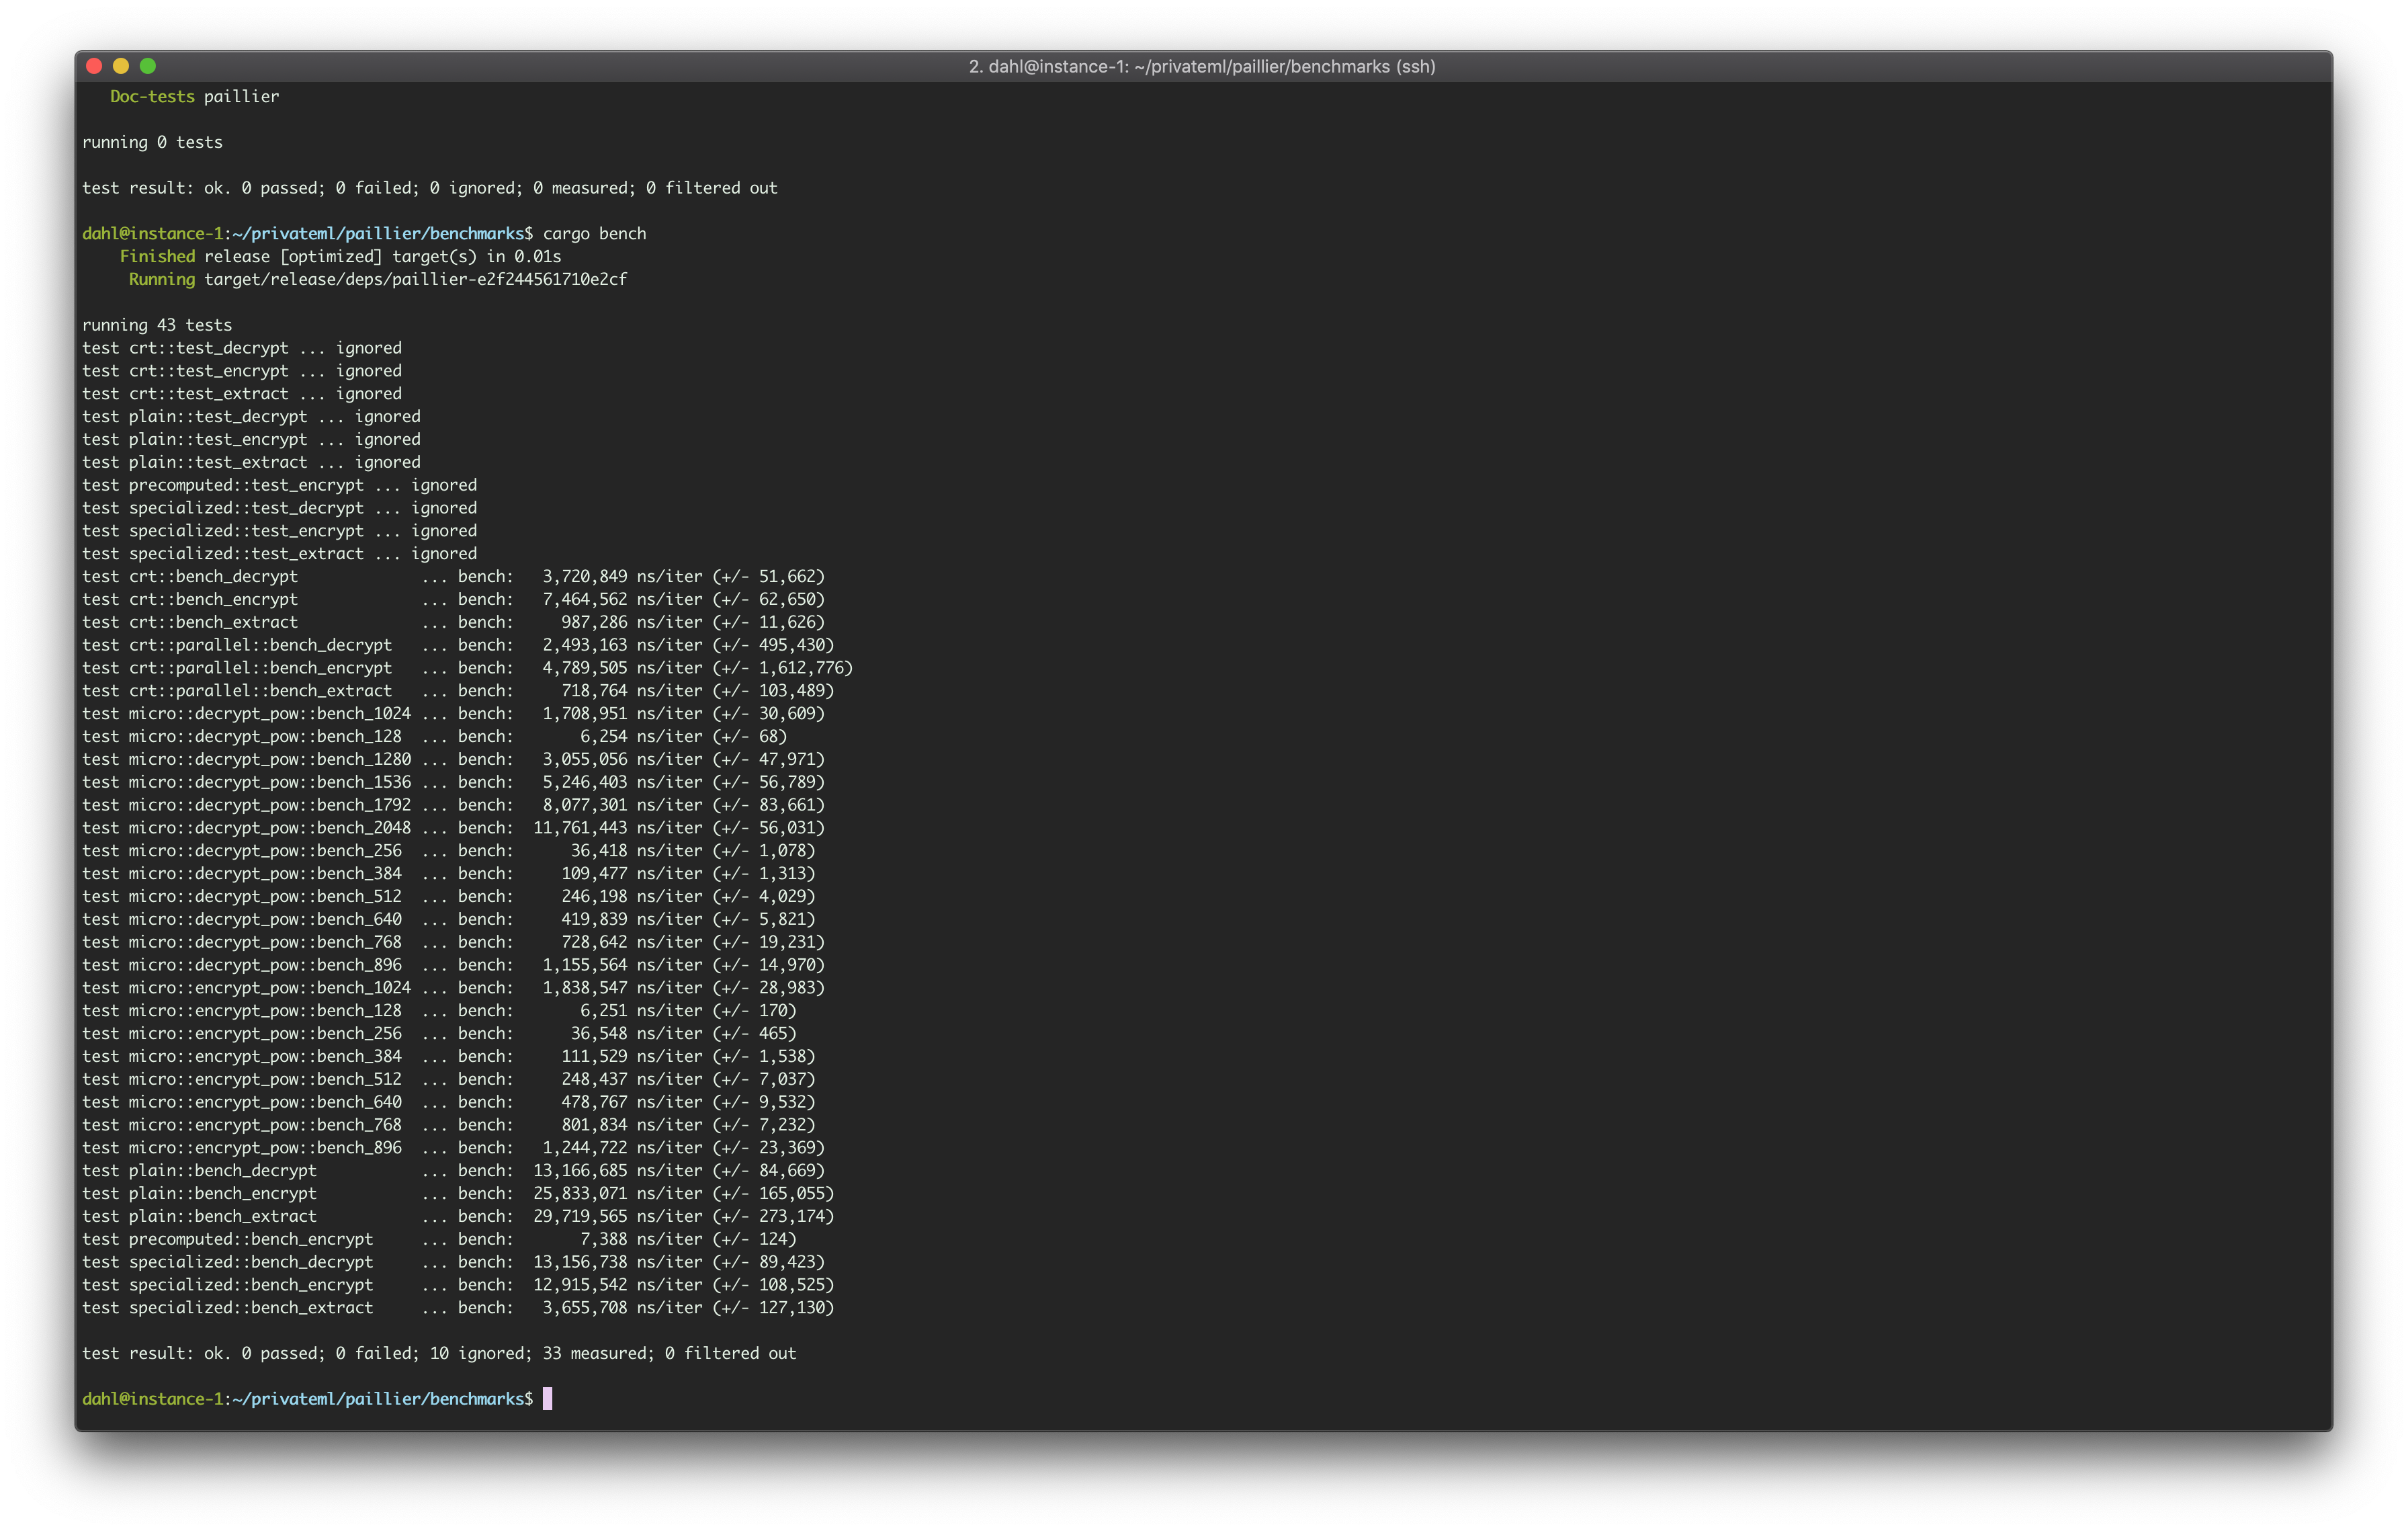 2. dahl@instance-1: ~/privateml/paillier/benchmarks (ssh)
Doc-tests paillier
running 0 tests
test result: ok. 0 passed; 0 failed; 0 ignored; 0 measured; 0 filtered out
dahl@instance-1:~/privateml/paillier/benchmarks$ cargo bench
Finished release [optimized] target(s) in 0.01s
Running target/release/deps/paillier-e2f244561710e2cf
running 43 tests
test crt::test_decrypt ... ignored
test crt::test_encrypt ... ignored
test crt::test_extract ... ignored
test plain::test_decrypt ... ignored
test plain::test_encrypt ... ignored
test plain::test_extract ... ignored
test precomputed::test_encrypt ... ignored
test specialized::test_decrypt ... ignored
test specialized::test_encrypt ... ignored
test specialized::test_extract ... ignored
test crt::bench_decrypt ... bench: 3,720,849 ns/iter (+/- 51,662)
test crt::bench_encrypt ... bench: 7,464,562 ns/iter (+/- 62,650)
test crt::bench_extract ... bench: 987,286 ns/iter (+/- 11,626)
test crt::parallel::bench_decrypt ... bench: 2,493,163 ns/iter (+/- 495,430)
test crt::parallel::bench_encrypt ... bench: 4,789,505 ns/iter (+/- 1,612,776)
test crt::parallel::bench_extract ... bench: 718,764 ns/iter (+/- 103,489)
test micro::decrypt_pow::bench_1024 ... bench: 1,708,951 ns/iter (+/- 30,609)
test micro::decrypt_pow::bench_128 ... bench: 6,254 ns/iter (+/- 68)
test micro::decrypt_pow::bench_1280 ... bench: 3,055,056 ns/iter (+/- 47,971)
test micro::decrypt_pow::bench_1536 ... bench: 5,246,403 ns/iter (+/- 56,789)
test micro::decrypt_pow::bench_1792 ... bench: 8,077,301 ns/iter (+/- 83,661)
test micro::decrypt_pow::bench_2048 ... bench: 11,761,443 ns/iter (+/- 56,031)
test micro::decrypt_pow::bench_256 ... bench: 36,418 ns/iter (+/- 1,078)
test micro::decrypt_pow::bench_384 ... bench: 109,477 ns/iter (+/- 1,313)
test micro::decrypt_pow::bench_512 ... bench: 246,198 ns/iter (+/- 4,029)
test micro::decrypt_pow::bench_640 ... bench: 419,839 ns/iter (+/- 5,821)
test micro::decrypt_pow::bench_768 ... bench: 728,642 ns/iter (+/- 19,231)
test micro::decrypt_pow::bench_896 ... bench: 1,155,564 ns/iter (+/- 14,970)
test micro::encrypt_pow::bench_1024 ... bench: 1,838,547 ns/iter (+/- 28,983)
test micro::encrypt_pow::bench_128 ... bench: 6,251 ns/iter (+/- 170)
test micro::encrypt_pow::bench_256 ... bench: 36,548 ns/iter (+/- 465)
test micro::encrypt_pow::bench_384 ... bench: 111,529 ns/iter (+/- 1,538)
test micro::encrypt_pow::bench_512 ... bench: 248,437 ns/iter (+/- 7,037)
test micro::encrypt_pow::bench_640 ... bench: 478,767 ns/iter (+/- 9,532)
test micro::encrypt_pow::bench_768 ... bench: 801,834 ns/iter (+/- 7,232)
test micro::encrypt_pow::bench_896 ... bench: 1,244,722 ns/iter (+/- 23,369)
test plain::bench_decrypt ... bench: 13,166,685 ns/iter (+/- 84,669)
test plain::bench_encrypt ... bench: 25,833,071 ns/iter (+/- 165,055)
test plain::bench_extract ... bench: 29,719,565 ns/iter (+/- 273,174)
test precomputed::bench_encrypt ... bench: 7,388 ns/iter (+/- 124)
test specialized::bench_decrypt ... bench: 13,156,738 ns/iter (+/- 89,423)
test specialized::bench_encrypt ... bench: 12,915,542 ns/iter (+/- 108,525)
test specialized::bench_extract ... bench: 3,655,708 ns/iter (+/- 127,130)
test result: ok. 0 passed; 0 failed; 10 ignored; 33 measured; 0 filtered out
dahl@instance-1:~/privateml/paillier/benchmarks$